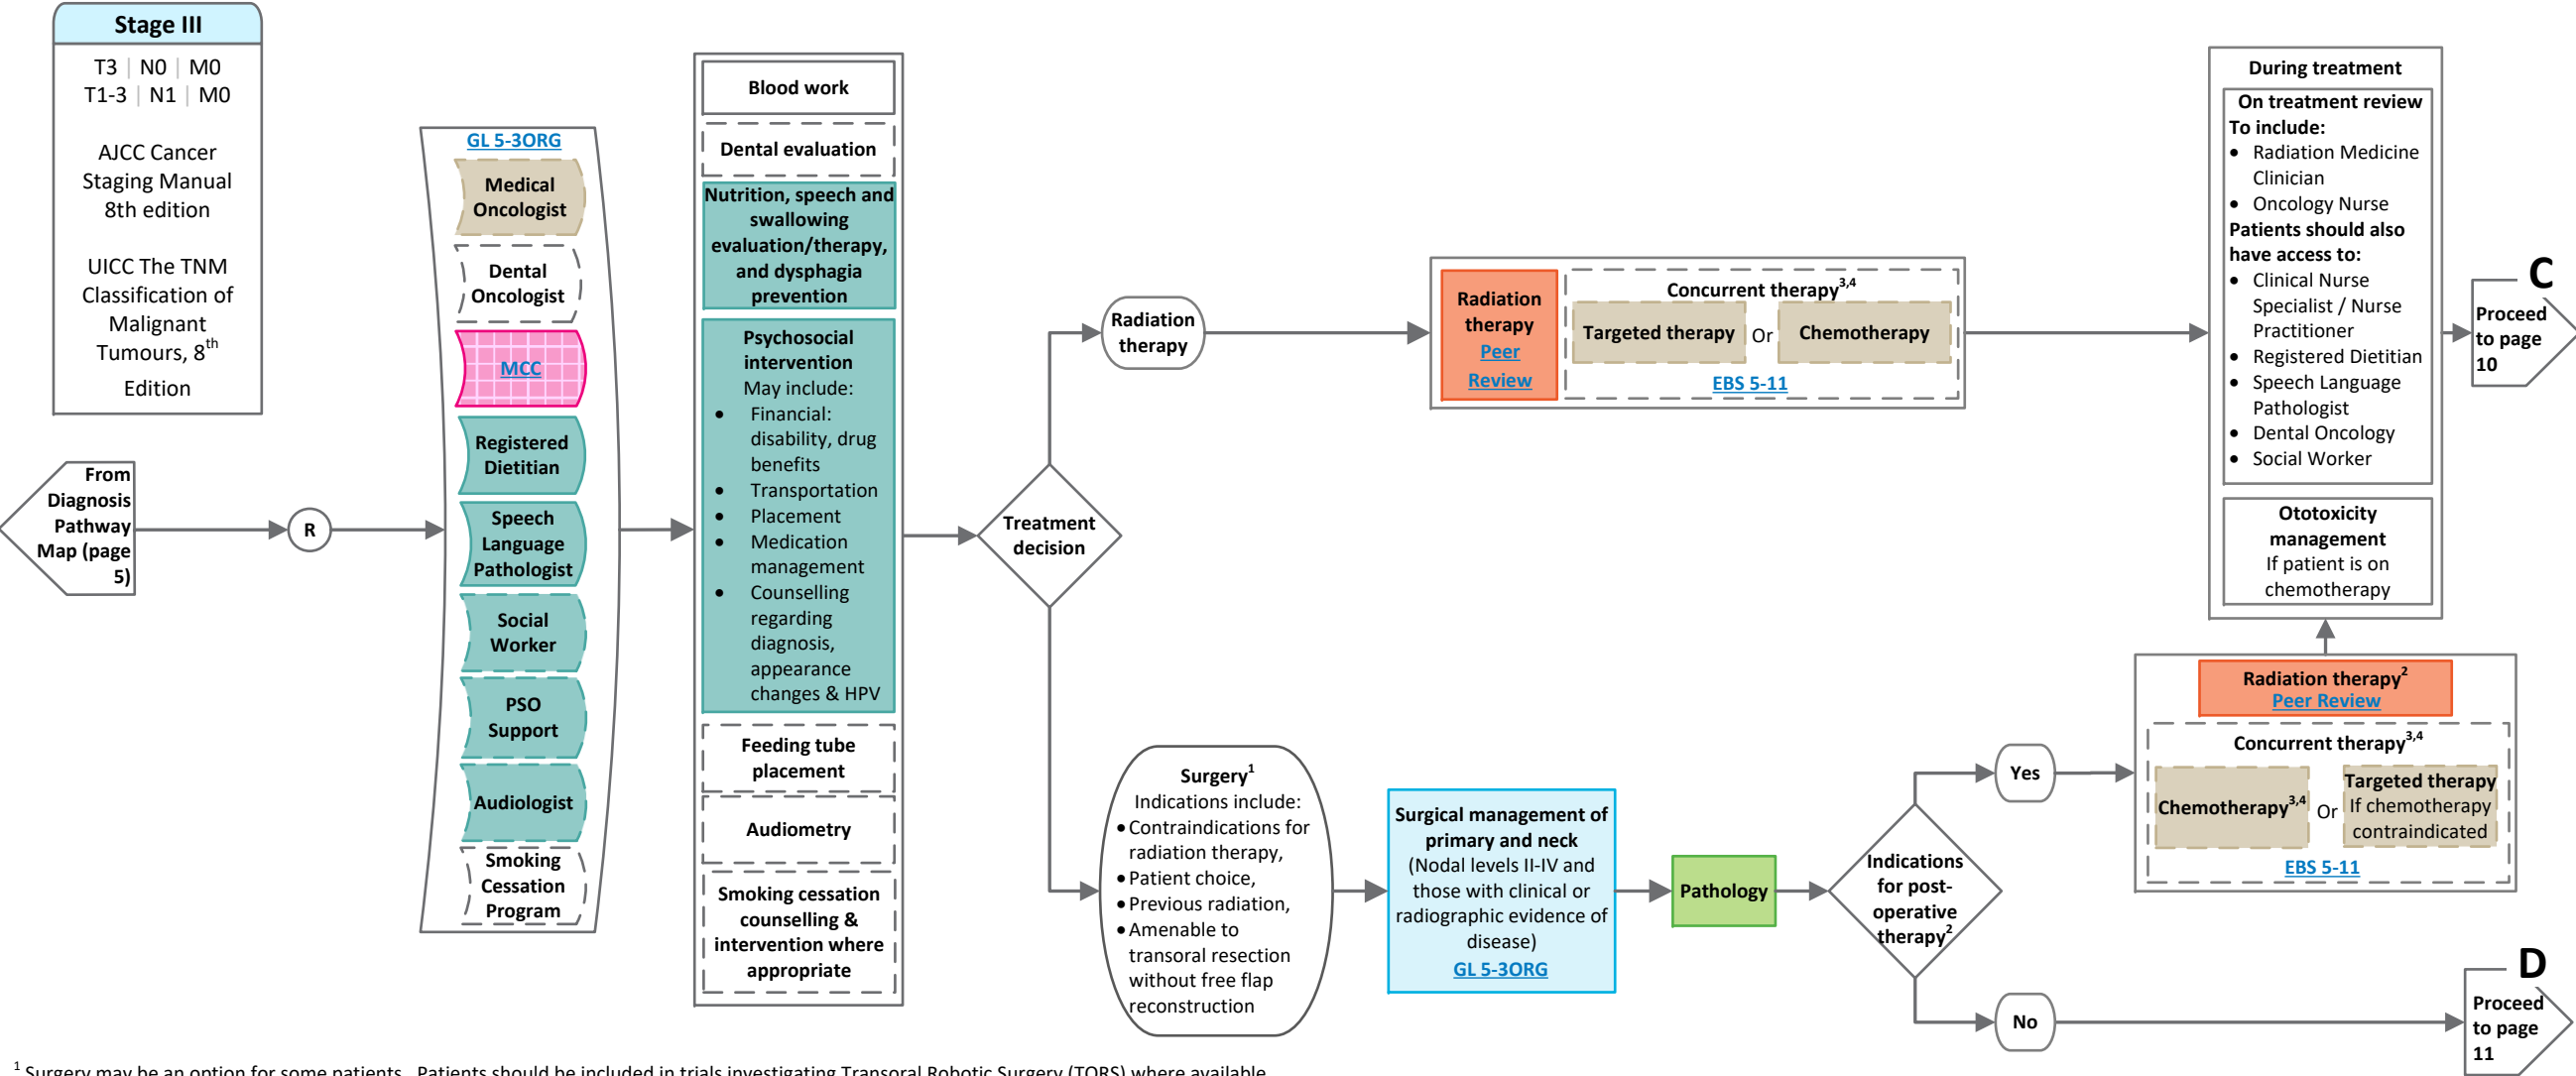 Stage III
T3 | N0 | M0
T1-3 | N1 | M0
AJCC Cancer
Staging Manual
8th edition
UICC The TNM
Classification of
Malignant
Tumours, 8th
Edition
From
Diagnosis
Pathway
Map (page
5)
R
GL 5-3ORG
Medical
Oncologist
Dental
Oncologist
MCC
Registered
Dietitian
Speech
Language
Pathologist
Social
Worker
PSO
Support
Audiologist
Smoking
Cessation
Program
Blood work
Dental evaluation
Nutrition, speech and
swallowing
evaluation/therapy,
and dysphagia
prevention
Psychosocial
intervention
May include:
• Financial:
disability, drug
benefits
• Transportation
• Placement
• Medication
management
• Counselling
regarding
diagnosis,
appearance
changes & HPV
Feeding tube
placement
Audiometry
Smoking cessation
counselling &
intervention where
appropriate
Treatment
decision
Radiation
therapy
Radiation
therapy
Peer
Review
Concurrent therapy3,4
Targeted therapy Or Chemotherapy
EBS 5-11
During treatment
On treatment review
To include:
• Radiation Medicine
Clinician
• Oncology Nurse
Patients should also
have access to:
• Clinical Nurse
Specialist / Nurse
Practitioner
• Registered Dietitian
• Speech Language
Pathologist
• Dental Oncology
• Social Worker
Ototoxicity
management
If patient is on
chemotherapy
C
Proceed
to page
10
Surgery1
Indications include:
• Contraindications for
radiation therapy,
• Patient choice,
• Previous radiation,
• Amenable to
transoral resection
without free flap
reconstruction
Surgical management of
primary and neck
(Nodal levels II-IV and
those with clinical or
radiographic evidence of
disease)
GL 5-3ORG
Pathology
Indications
for post-
operative
therapy2
Yes
Radiation therapy2
Peer Review
Concurrent therapy3,4
Chemotherapy3,4 Or
Targeted therapy
If chemotherapy
contraindicated
EBS 5-11
No
D
Proceed
to page
11
1 Surgery may be an option for some patients. Patients should be included in trials investigating Transoral Robotic Surgery (TORS) where available